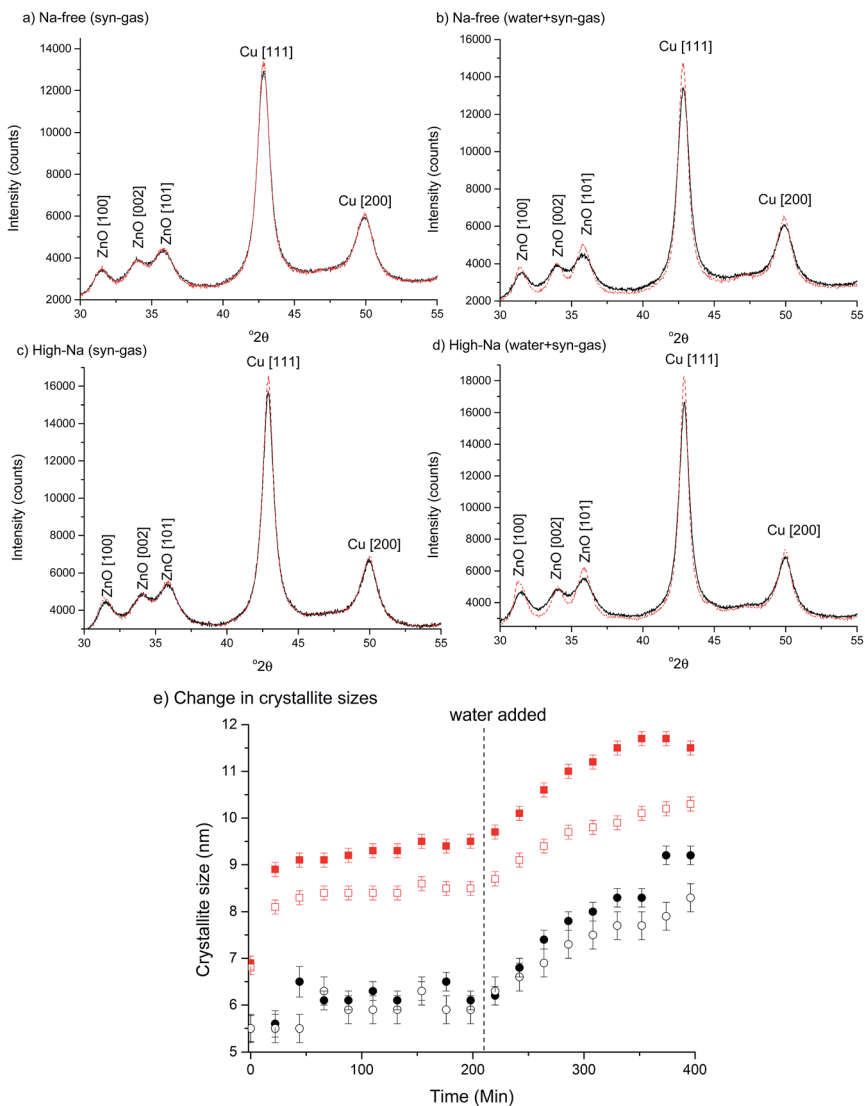 a) Na-free (syn-gas)
Cu [111]
ZnO [100]
ZnO [002]
ZnO [101]
Cu [200]
Intensity (counts)
14000
12000
10000
8000
6000
4000
2000
30 35 40 45 50 55
°2θ
b) Na-free (water+syn-gas)
Cu [111]
ZnO [100]
ZnO [002]
ZnO [101]
Cu [200]
Intensity (counts)
16000
14000
12000
10000
8000
6000
4000
2000
30 35 40 45 50 55
°2θ
c) High-Na (syn-gas)
Cu [111]
ZnO [100]
ZnO [002]
ZnO [101]
Cu [200]
Intensity (counts)
16000
14000
12000
10000
8000
6000
4000
30 35 40 45 50 55
°2θ
d) High-Na (water+syn-gas)
Cu [111]
ZnO [100]
ZnO [002]
ZnO [101]
Cu [200]
Intensity (counts)
18000
16000
14000
12000
10000
8000
6000
4000
30 35 40 45 50 55
°2θ
e) Change in crystallite sizes
water added
Crystallite size (nm)
12
11
10
9
8
7
6
5
0 100 200 300 400
Time (Min)